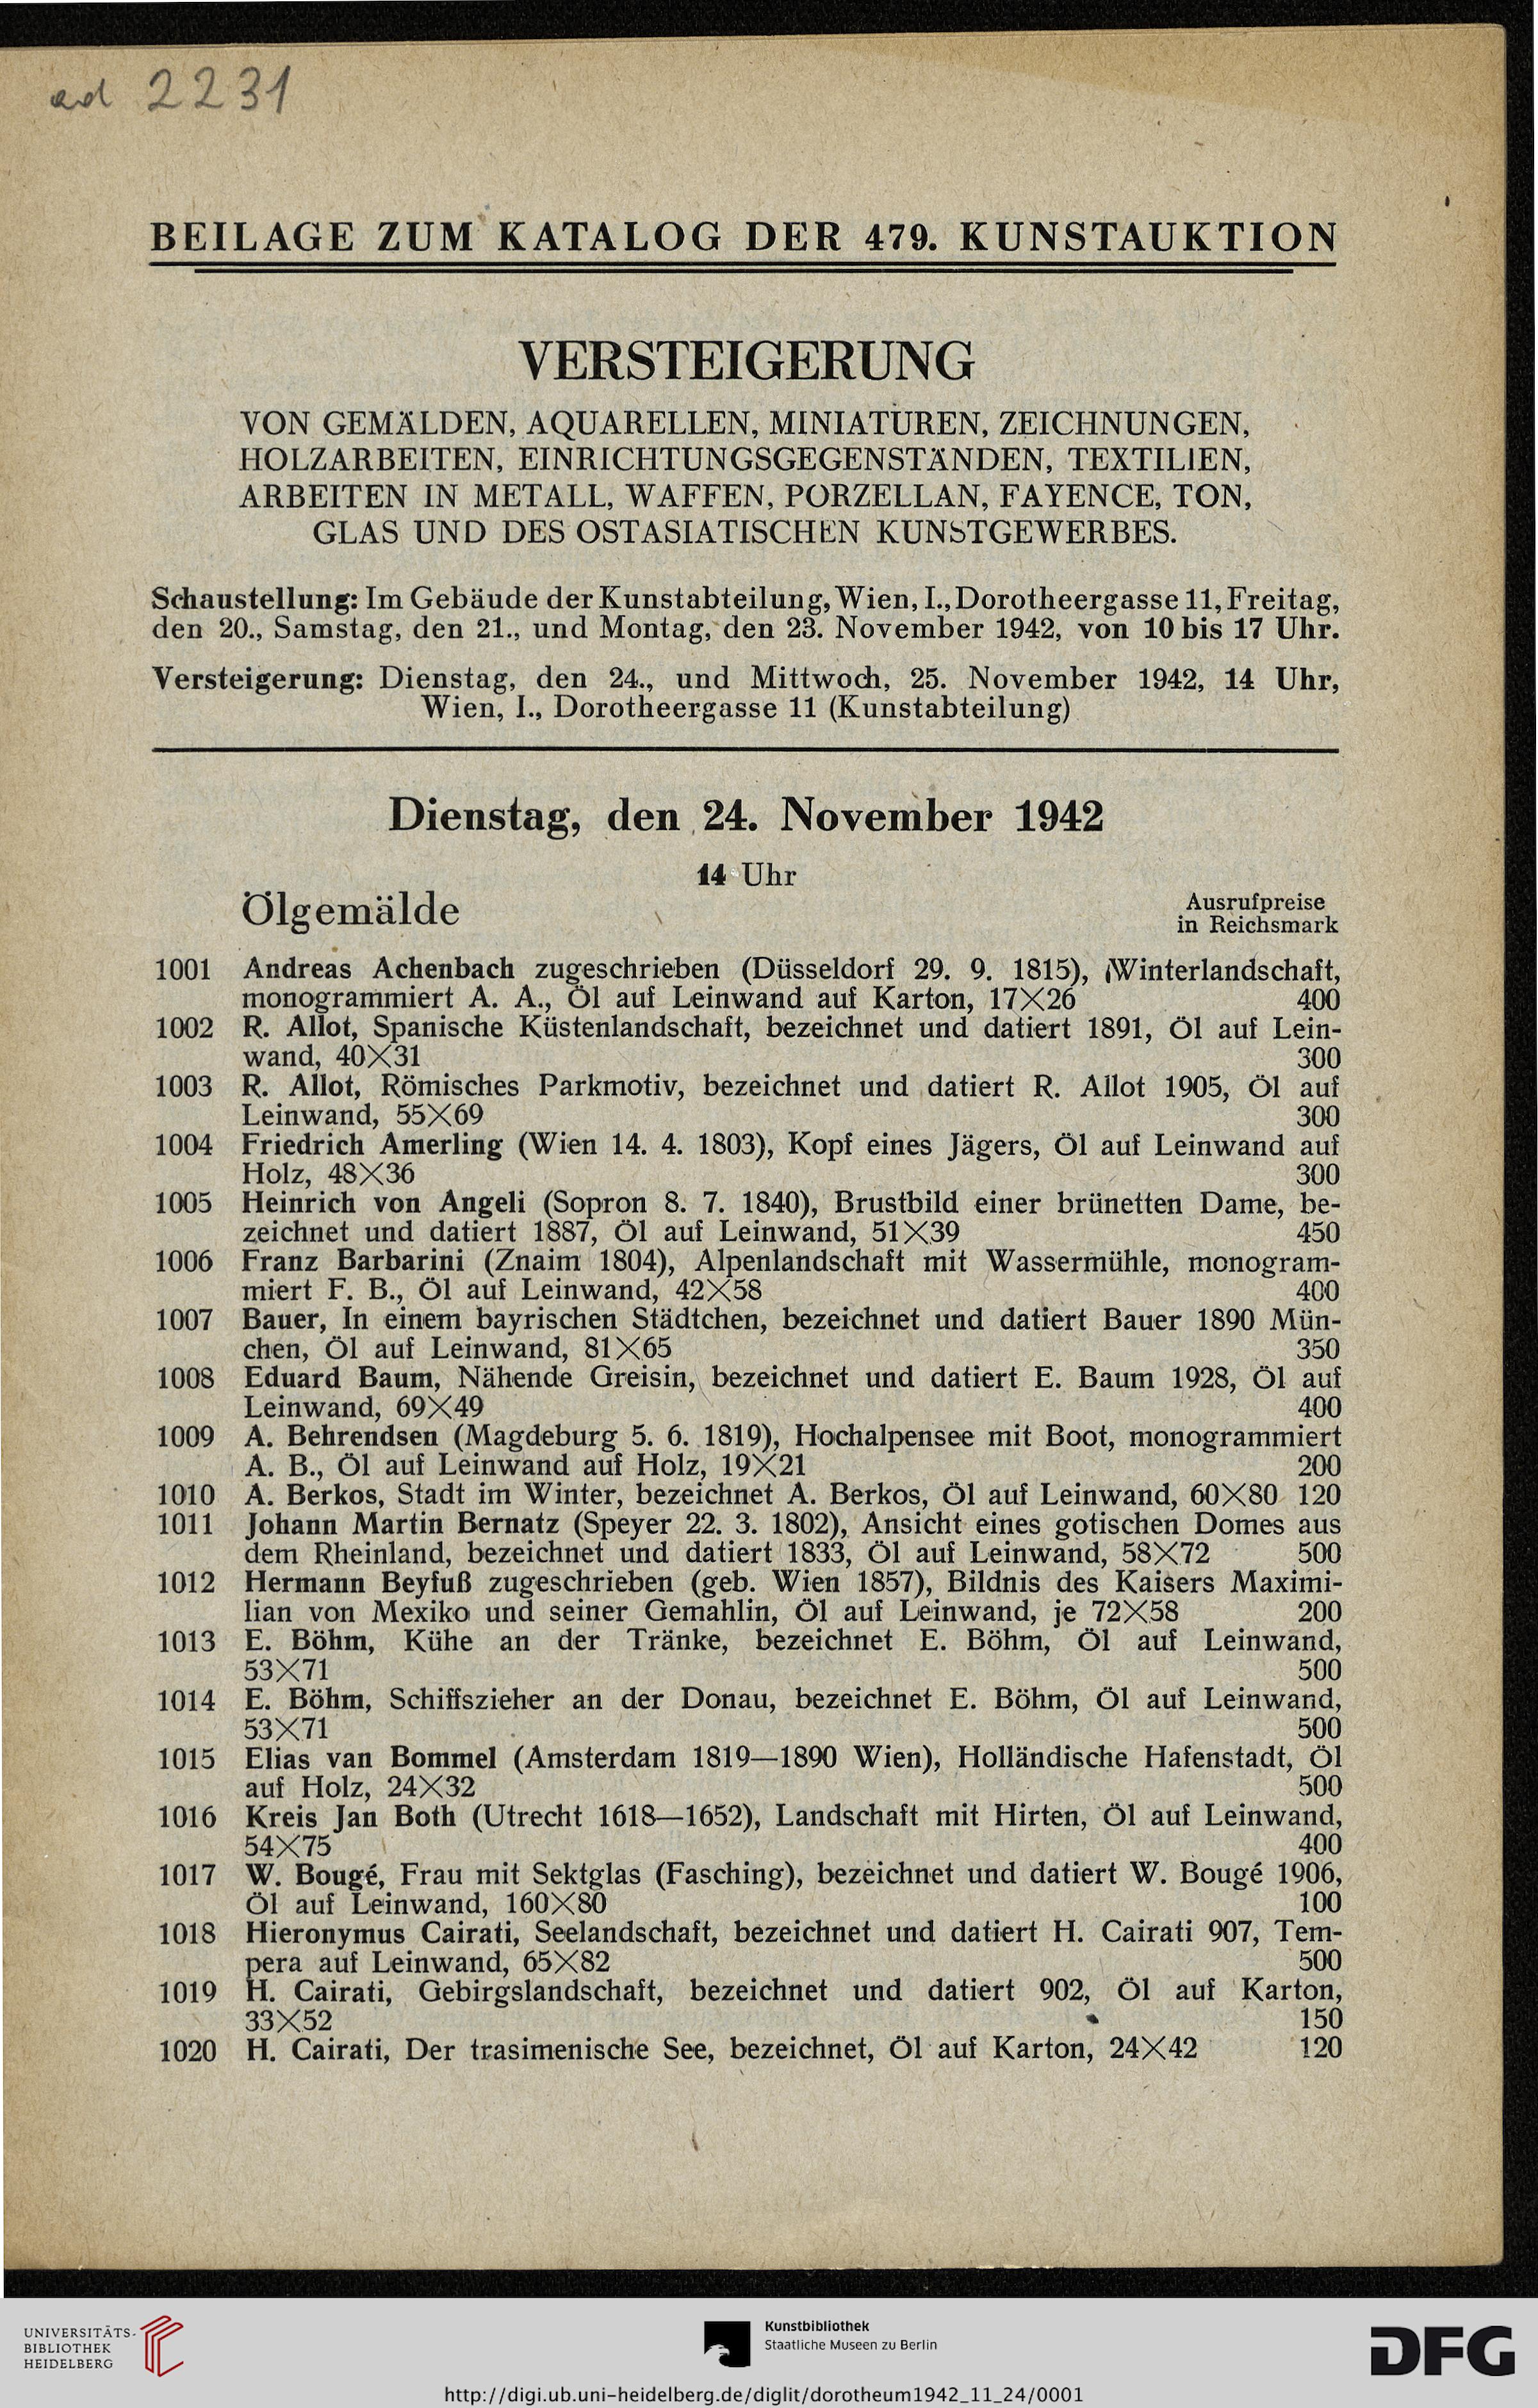 ad 2231
BEILAGE ZUM KATALOG DER 479. KUNSTAUKTION
VERSTEIGERUNG
VON GEMÄLDEN, AQUARELLEN, MINIATUREN, ZEICHNUNGEN,
HOLZARBEITEN, EINRICHTUNGSGEGENSTÄNDEN, TEXTILIEN,
ARBEITEN IN METALL, WAFFEN, PORZELLAN, FAYENCE, TON,
GLAS UND DES OSTASIATISCHEN KUNSTGEWERBES.
Schaustellung: Im Gebäude der Kunstabteilung, Wien, I., Dorotheergasse 11, Freitag,
den 20., Samstag, den 21., und Montag, den 23. November 1942, von 10 bis 17 Uhr.
Versteigerung: Dienstag, den 24., und Mittwoch, 25. November 1942, 14 Uhr,
Wien, I., Dorotheergasse 11 (Kunstabteilung)
Dienstag, den 24. November 1942
14 Uhr
Ölgemälde
Ausrufpreise
in Reichsmark
1001 Andreas Achenbach zugeschrieben (Düsseldorf 29. 9. 1815), Winterlandschaft,
monogrammiert A. A., Öl auf Leinwand auf Karton, 17×26 400
1002 R. Allot, Spanische Küstenlandschaft, bezeichnet und datiert 1891, Öl auf Lein-
wand, 40×31 300
1003 R. Allot, Römisches Parkmotiv, bezeichnet und datiert R. Allot 1905, Öl auf
Leinwand, 55×69 300
1004 Friedrich Amerling (Wien 14. 4. 1803), Kopf eines Jägers, Öl auf Leinwand auf
Holz, 48×36 300
1005 Heinrich von Angeli (Sopron 8. 7. 1840), Brustbild einer brünetten Dame, be-
zeichnet und datiert 1887, Öl auf Leinwand, 51×39 450
1006 Franz Barbarini (Znaim 1804), Alpenlandschaft mit Wassermühle, monogram-
miert F. B., Öl auf Leinwand, 42×58 400
1007 Bauer, In einem bayrischen Städtchen, bezeichnet und datiert Bauer 1890 Mün-
chen, Öl auf Leinwand, 81×65 350
1008 Eduard Baum, Nähende Greisin, bezeichnet und datiert E. Baum 1928, Öl auf
Leinwand, 69×49 400
1009 A. Behrendsen (Magdeburg 5. 6. 1819), Hochalpensee mit Boot, monogrammiert
A. B., Öl auf Leinwand auf Holz, 19×21 200
1010 A. Berkos, Stadt im Winter, bezeichnet A. Berkos, Öl auf Leinwand, 60×80 120
1011 Johann Martin Bernatz (Speyer 22. 3. 1802), Ansicht eines gotischen Domes aus
dem Rheinland, bezeichnet und datiert 1833, Öl auf Leinwand, 58×72 500
1012 Hermann Beyfuß zugeschrieben (geb. Wien 1857), Bildnis des Kaisers Maximi-
lian von Mexiko und seiner Gemahlin, Öl auf Leinwand, je 72×58 200
1013 E. Böhm, Kühe an der Tränke, bezeichnet E. Böhm, Öl auf Leinwand,
53×71 500
1014 E. Böhm, Schiffszieher an der Donau, bezeichnet E. Böhm, Öl auf Leinwand,
53×71 500
1015 Elias van Bommel (Amsterdam 1819—1890 Wien), Holländische Hafenstadt, Öl
auf Holz, 24×32 500
1016 Kreis Jan Both (Utrecht 1618—1652), Landschaft mit Hirten, Öl auf Leinwand,
54×75 400
1017 W. Bougé, Frau mit Sektglas (Fasching), bezeichnet und datiert W. Bougé 1906,
Öl auf Leinwand, 160×80 100
1018 Hieronymus Cairati, Seelandschaft, bezeichnet und datiert H. Cairati 907, Tem-
pera auf Leinwand, 65×82 500
1019 H. Cairati, Gebirgslandschaft, bezeichnet und datiert 902, Öl auf Karton,
33×52 150
1020 H. Cairati, Der trasimenische See, bezeichnet, Öl auf Karton, 24×42 120
UNIVERSITÄTS-
BIBLIOTHEK
HEIDELBERG
Kunstbibliothek
Staatliche Museen zu Berlin
DFG
http://digi.ub.uni-heidelberg.de/diglit/dorotheum1942_11_24/0001